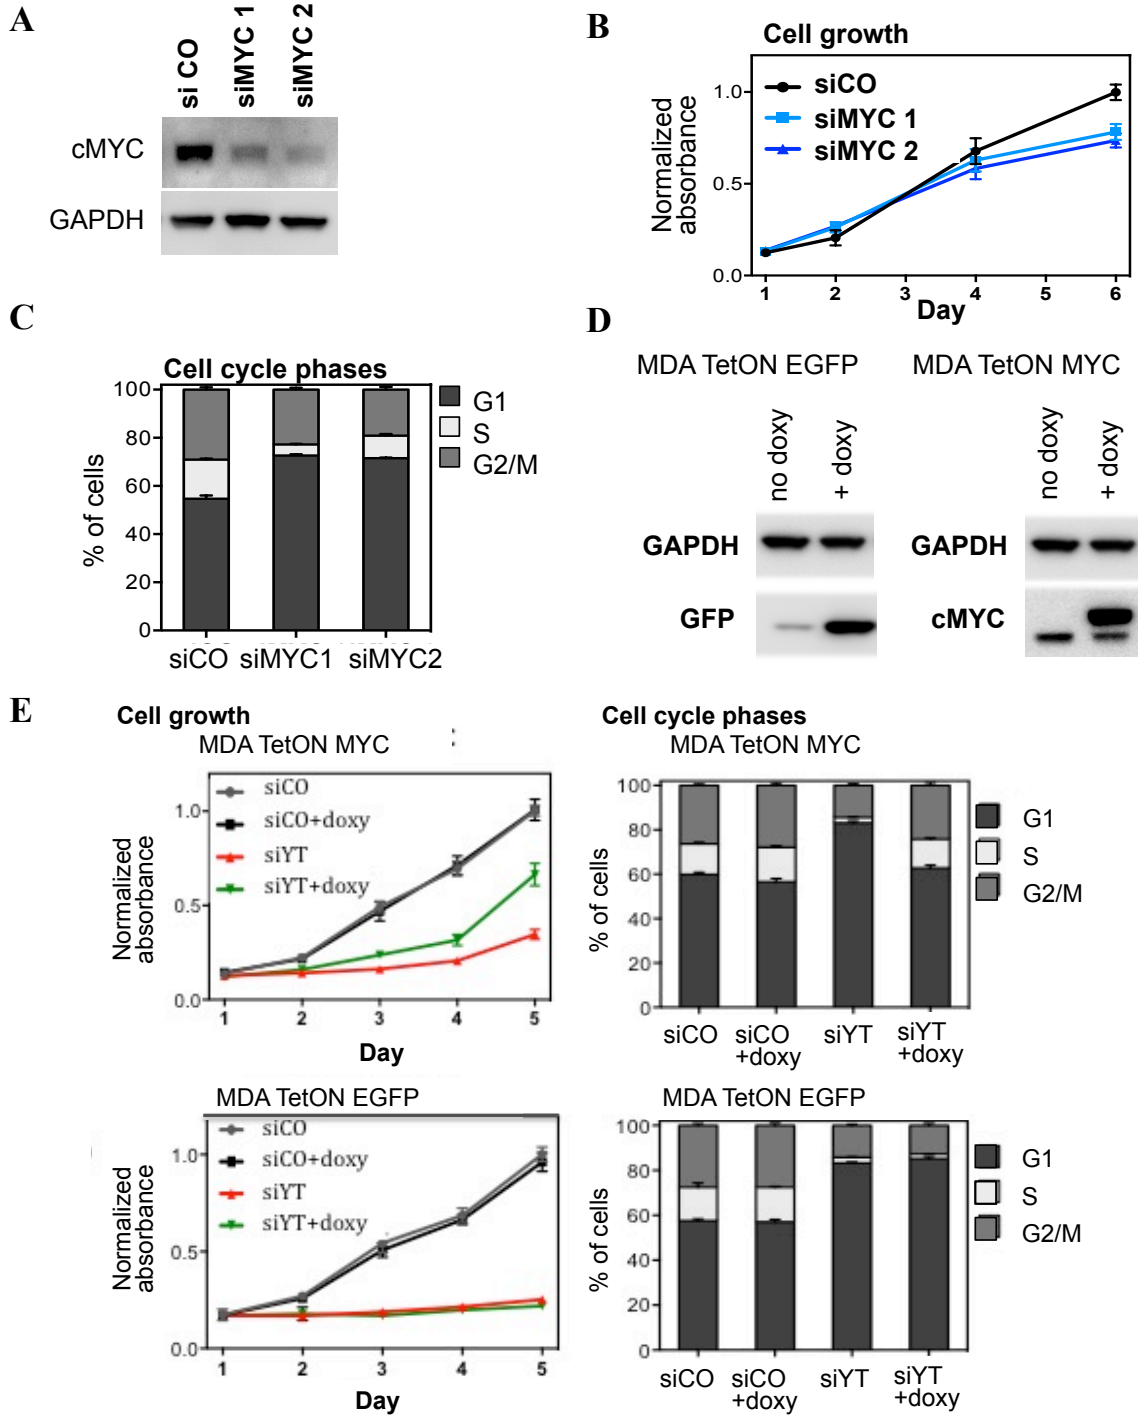 A
si CO
siMYC 1
siMYC 2
cMYC
GAPDH
B
Cell growth
siCO
siMYC 1
siMYC 2
Normalized
absorbance
1.0
0.5
0.0
1 2 3 4 5 6
Day
C
Cell cycle phases
% of cells
100
80
60
40
20
0
G1
S
G2/M
siCO siMYC1 siMYC2
D
MDA TetON EGFP
no doxy
+ doxy
GAPDH
GFP
MDA TetON MYC
no doxy
+ doxy
GAPDH
cMYC
E
Cell growth
MDA TetON MYC
siCO
siCO+doxy
siYT
siYT+doxy
Normalized
absorbance
1.0
0.5
0.0
1 2 3 4 5
Day
Cell cycle phases
MDA TetON MYC
% of cells
100
80
60
40
20
0
G1
S
G2/M
siCO siCO siYT siYT
+doxy +doxy
MDA TetON EGFP
siCO
siCO+doxy
siYT
siYT+doxy
Normalized
absorbance
1.0
0.5
0.0
1 2 3 4 5
Day
MDA TetON EGFP
% of cells
100
80
60
40
20
0
G1
S
G2/M
siCO siCO siYT siYT
+doxy +doxy